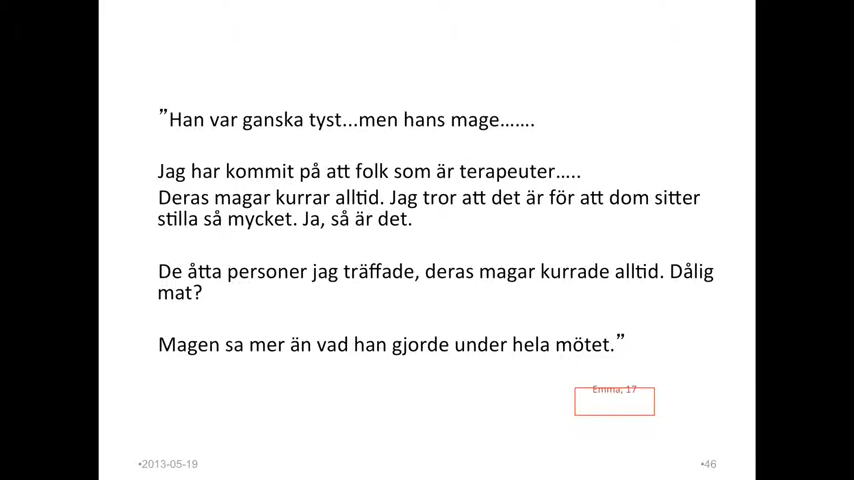 ”Han var ganska tyst...men hans mage…….
Jag har kommit på att folk som är terapeuter…..
Deras magar kurrar alltid. Jag tror att det är för att dom sitter
stilla så mycket. Ja, så är det.
De åtta personer jag träffade, deras magar kurrade alltid. Dålig
mat?
Magen sa mer än vad han gjorde under hela mötet.”
Emma, 17
•2013-05-19
•46